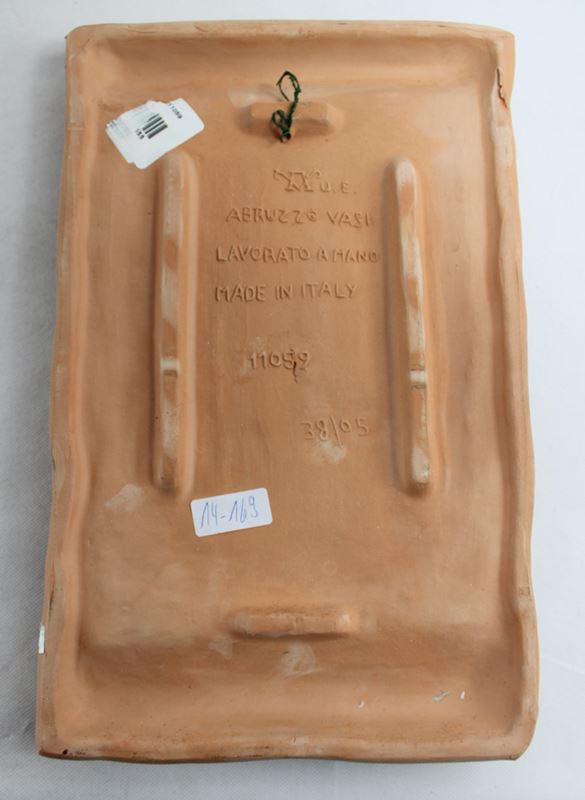 U.E.
ABRUZZO VASI
LAVORATO A MANO
MADE IN ITALY
11059
38/05
14-169